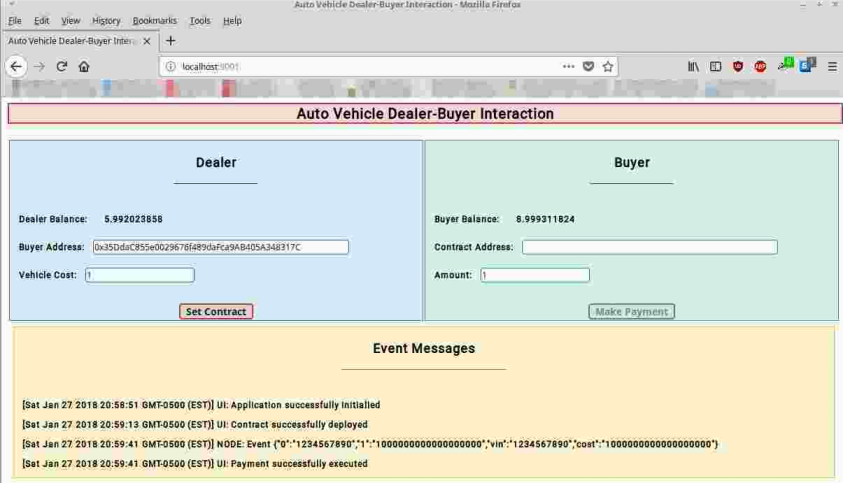 Auto Vehicle Dealer-Buyer Interaction - Mozilla Firefox
File Edit View History Bookmarks Tools Help
Auto Vehicle Dealer-Buyer Intera
localhost:9001
Auto Vehicle Dealer-Buyer Interaction
Dealer
Dealer Balance: 5.992023858
Buyer Address: 0x35DdaC855e0029676f489daFca9AB405A348317C
Vehicle Cost: 1
Set Contract
Buyer
Buyer Balance: 8.999311824
Contract Address:
Amount: 1
Make Payment
Event Messages
[Sat Jan 27 2018 20:58:51 GMT-0500 (EST)] UI: Application successfully initialied
[Sat Jan 27 2018 20:59:13 GMT-0500 (EST)] UI: Contract successfully deployed
[Sat Jan 27 2018 20:59:41 GMT-0500 (EST)] NODE: Event {"0":"1234567890","1":"1000000000000000000","vin":"1234567890","cost":"1000000000000000000"}
[Sat Jan 27 2018 20:59:41 GMT-0500 (EST)] UI: Payment successfully executed